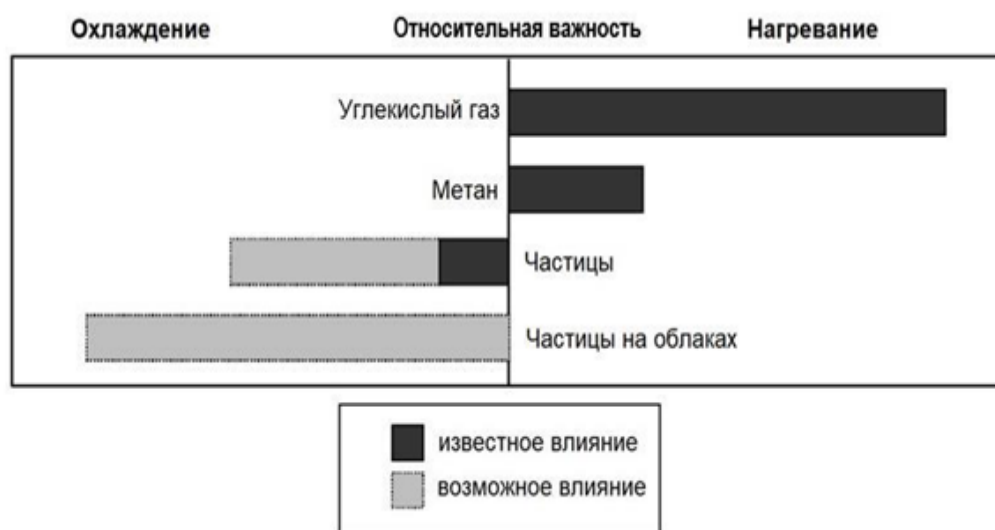 Охлаждение Относительная важность Нагревание
Углекислый газ
Метан
Частицы
Частицы на облаках
известное влияние
возможное влияние